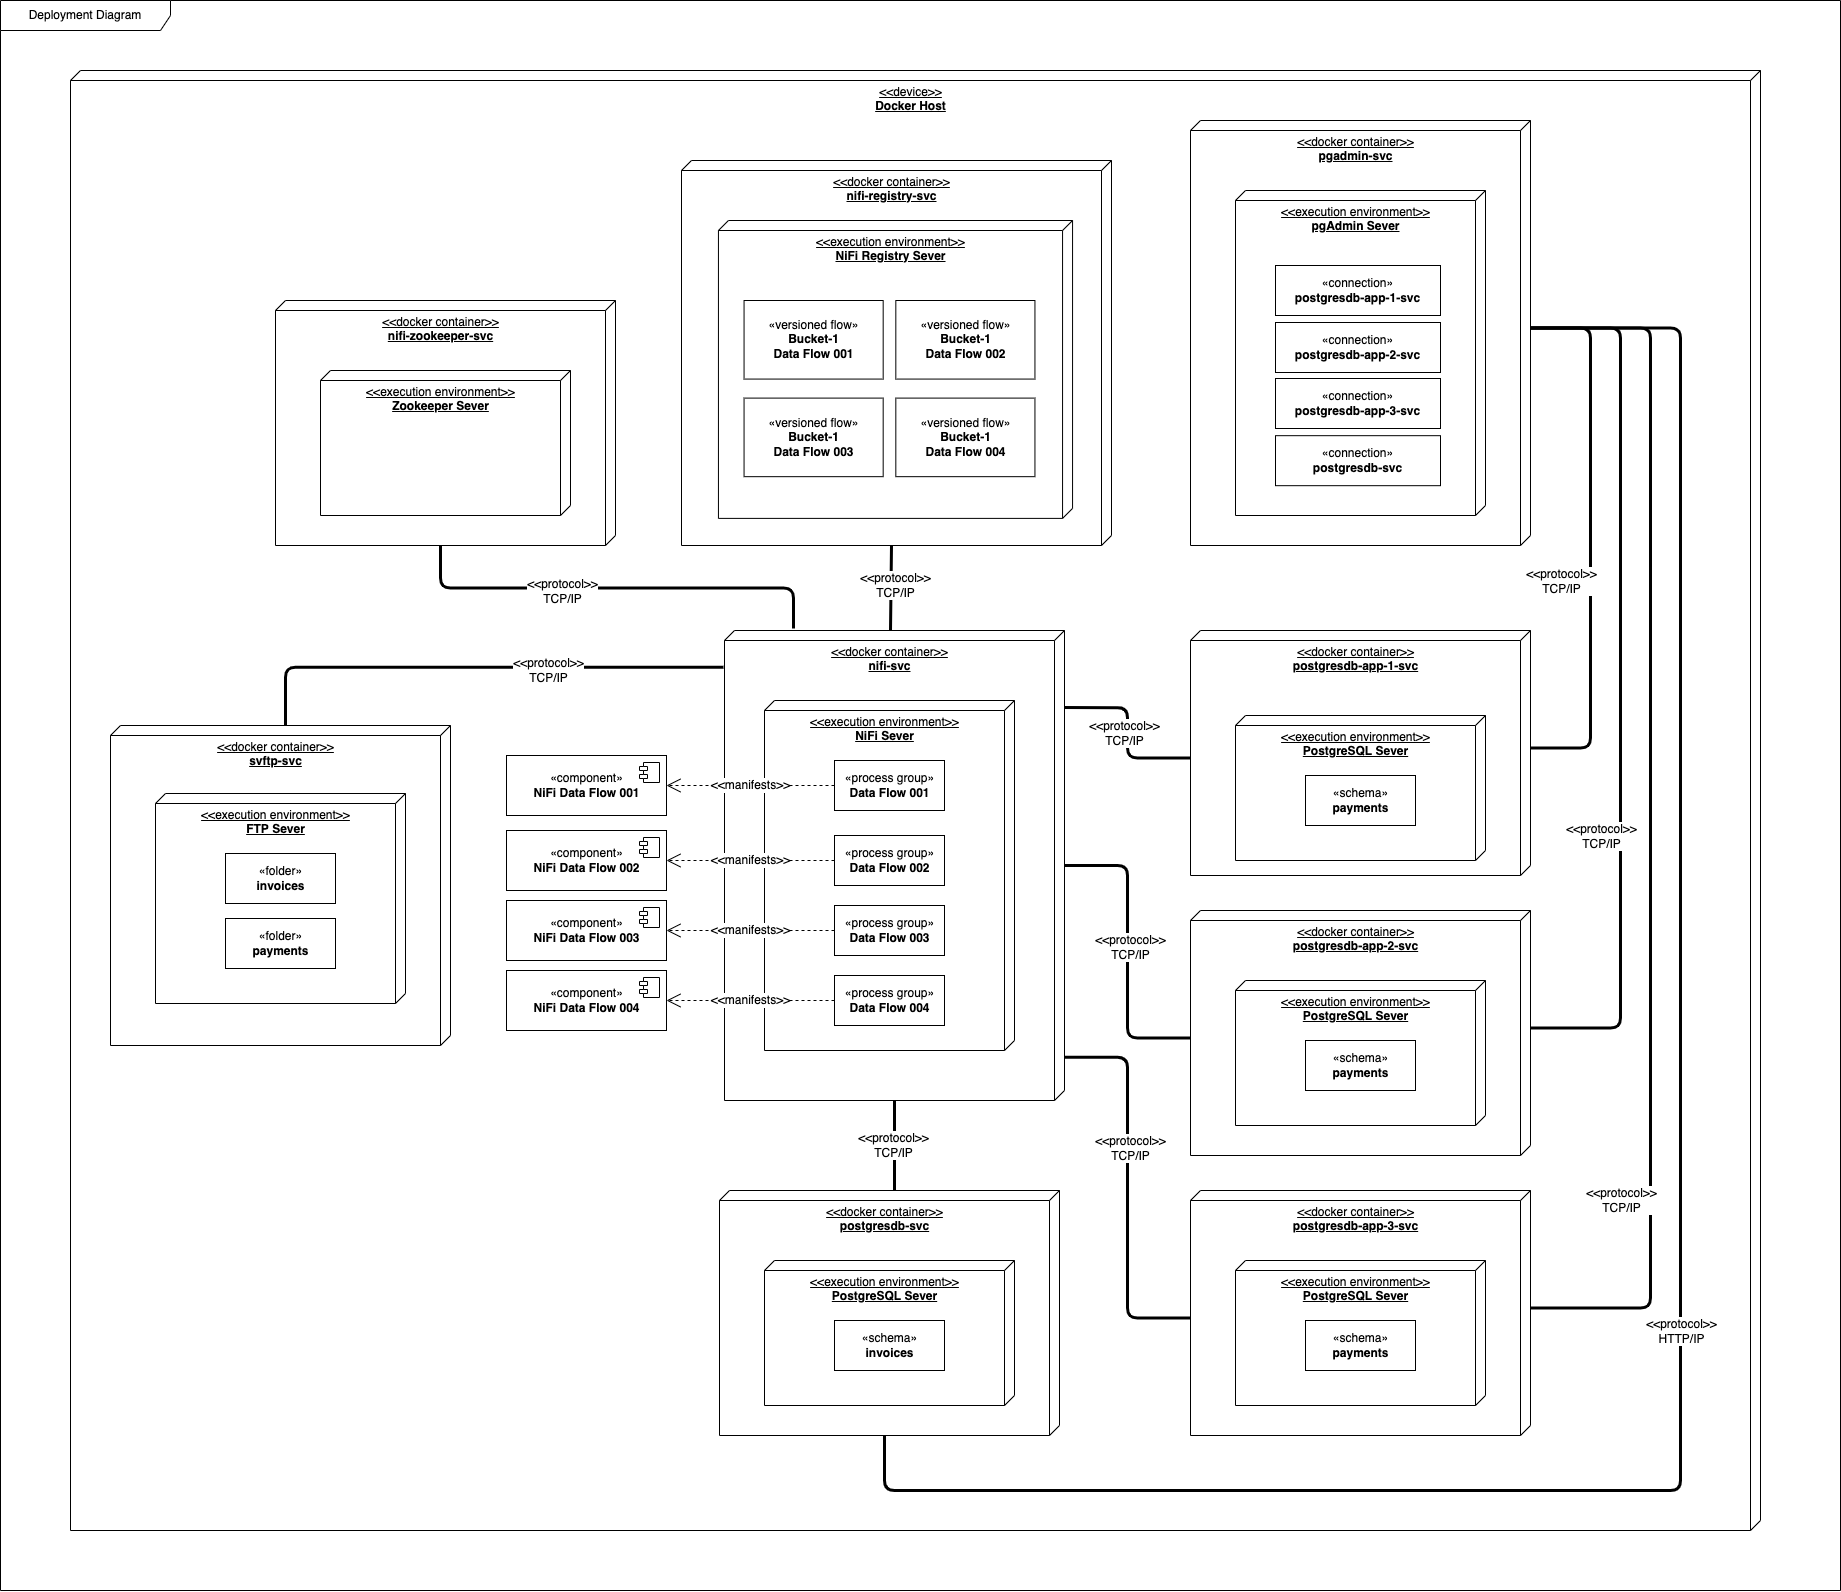 Deployment Diagram
<<device>>
Docker Host
<<docker container>>
pgadmin-svc
<<execution environment>>
pgAdmin Sever
«connection»
postgresdb-app-1-svc
«connection»
postgresdb-app-2-svc
«connection»
postgresdb-app-3-svc
«connection»
postgresdb-svc
<<docker container>>
nifi-registry-svc
<<execution environment>>
NiFi Registry Sever
«versioned flow»
Bucket-1
Data Flow 001
«versioned flow»
Bucket-1
Data Flow 002
«versioned flow»
Bucket-1
Data Flow 003
«versioned flow»
Bucket-1
Data Flow 004
<<docker container>>
nifi-zookeeper-svc
<<execution environment>>
Zookeeper Sever
<<protocol>>
TCP/IP
<<protocol>>
TCP/IP
<<protocol>>
TCP/IP
<<protocol>>
TCP/IP
<<docker container>>
nifi-svc
<<execution environment>>
NiFi Sever
«process group»
Data Flow 001
«process group»
Data Flow 002
«process group»
Data Flow 003
«process group»
Data Flow 004
<<manifests>>
<<manifests>>
<<manifests>>
<<manifests>>
«component»
NiFi Data Flow 001
«component»
NiFi Data Flow 002
«component»
NiFi Data Flow 003
«component»
NiFi Data Flow 004
<<docker container>>
svftp-svc
<<execution environment>>
FTP Sever
«folder»
invoices
«folder»
payments
<<protocol>>
TCP/IP
<<docker container>>
postgresdb-app-1-svc
<<execution environment>>
PostgreSQL Sever
«schema»
payments
<<protocol>>
TCP/IP
<<protocol>>
TCP/IP
<<docker container>>
postgresdb-app-2-svc
<<execution environment>>
PostgreSQL Sever
«schema»
payments
<<protocol>>
TCP/IP
<<protocol>>
TCP/IP
<<protocol>>
TCP/IP
<<docker container>>
postgresdb-svc
<<execution environment>>
PostgreSQL Sever
«schema»
invoices
<<docker container>>
postgresdb-app-3-svc
<<execution environment>>
PostgreSQL Sever
«schema»
payments
<<protocol>>
HTTP/IP